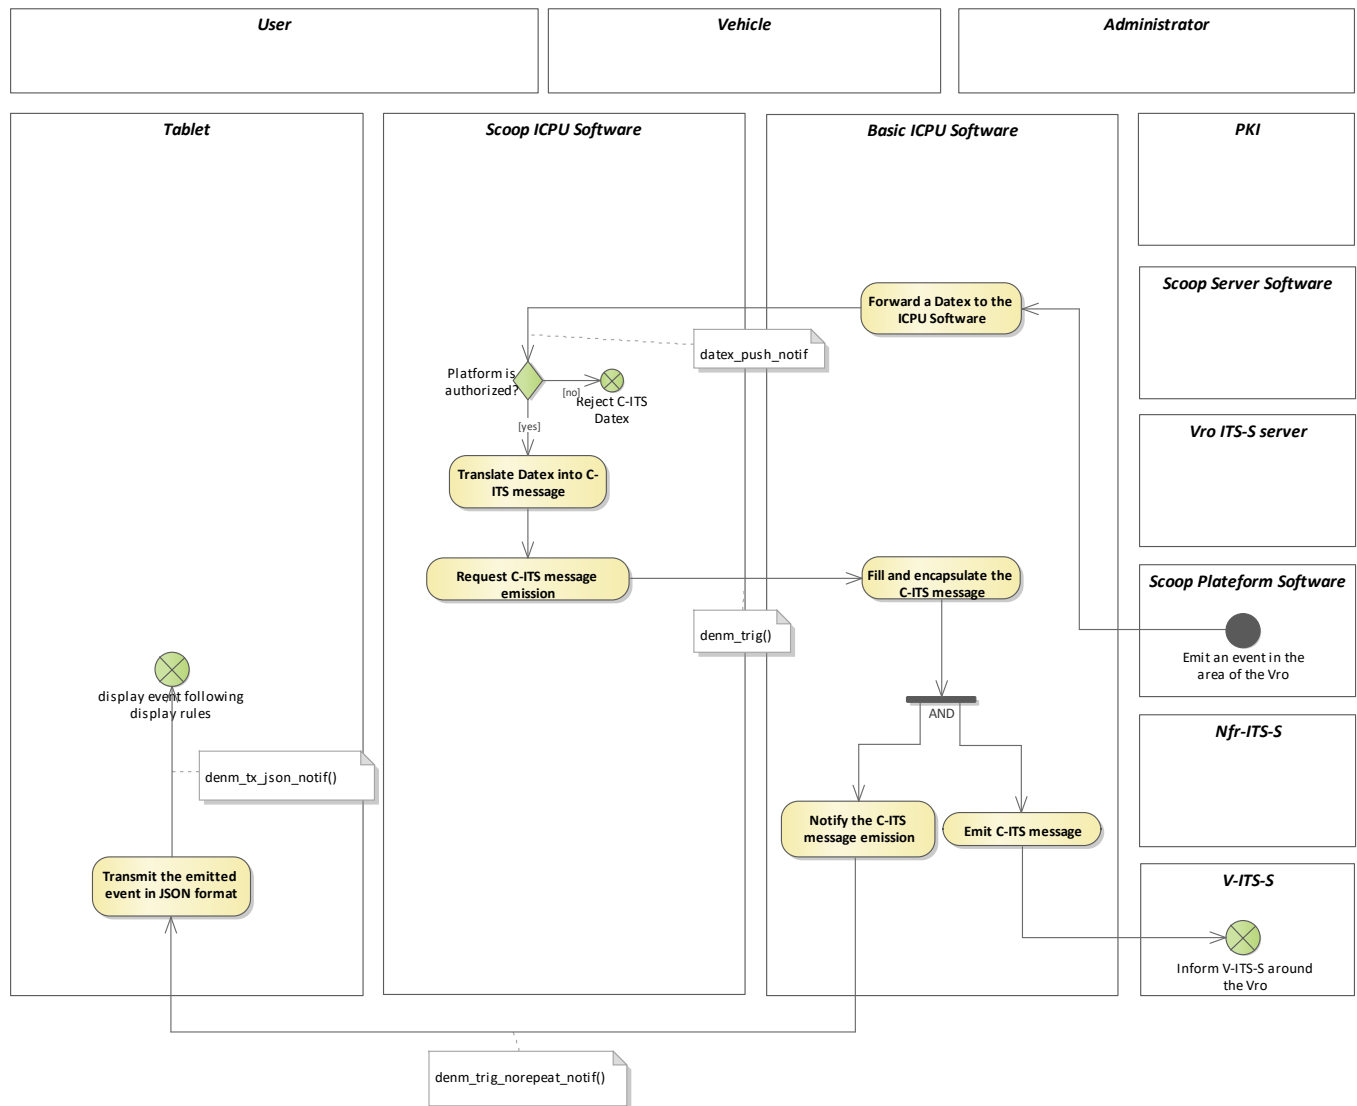 User
Vehicle
Administrator
Tablet
Scoop ICPU Software
Basic ICPU Software
PKI
Scoop Server Software
Forward a Datex to the
ICPU Software
datex_push_notif
Platform is
authorized?
[no]
Reject C-ITS
Datex
[yes]
Vro ITS-S server
Translate Datex into C-
ITS message
Request C-ITS message
emission
Fill and encapsulate the
C-ITS message
Scoop Plateform Software
denm_trig()
Emit an event in the
area of the Vro
display event following
display rules
AND
Nfr-ITS-S
denm_tx_json_notif()
Notify the C-ITS
message emission
Emit C-ITS message
Transmit the emitted
event in JSON format
V-ITS-S
Inform V-ITS-S around
the Vro
denm_trig_norepeat_notif()